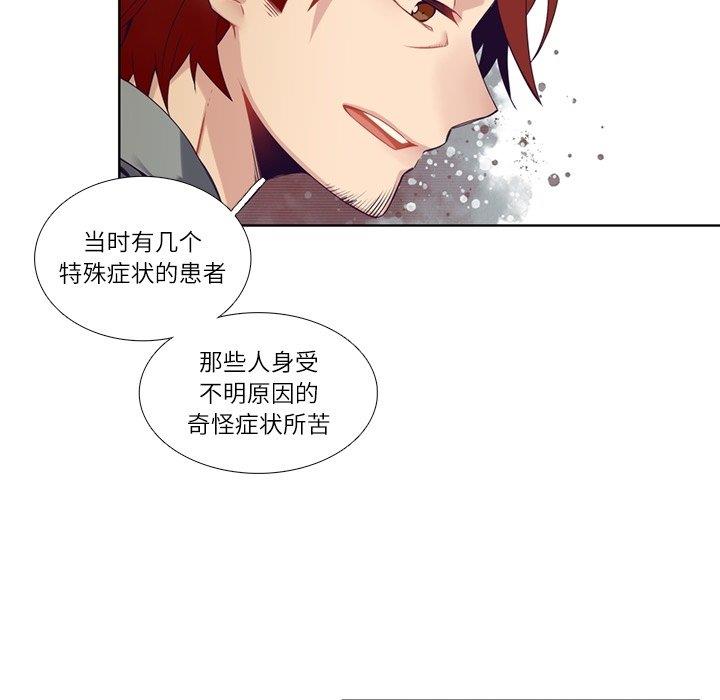 当时有几个
特殊症状的患者
那些人身受
不明原因的
奇怪症状所苦